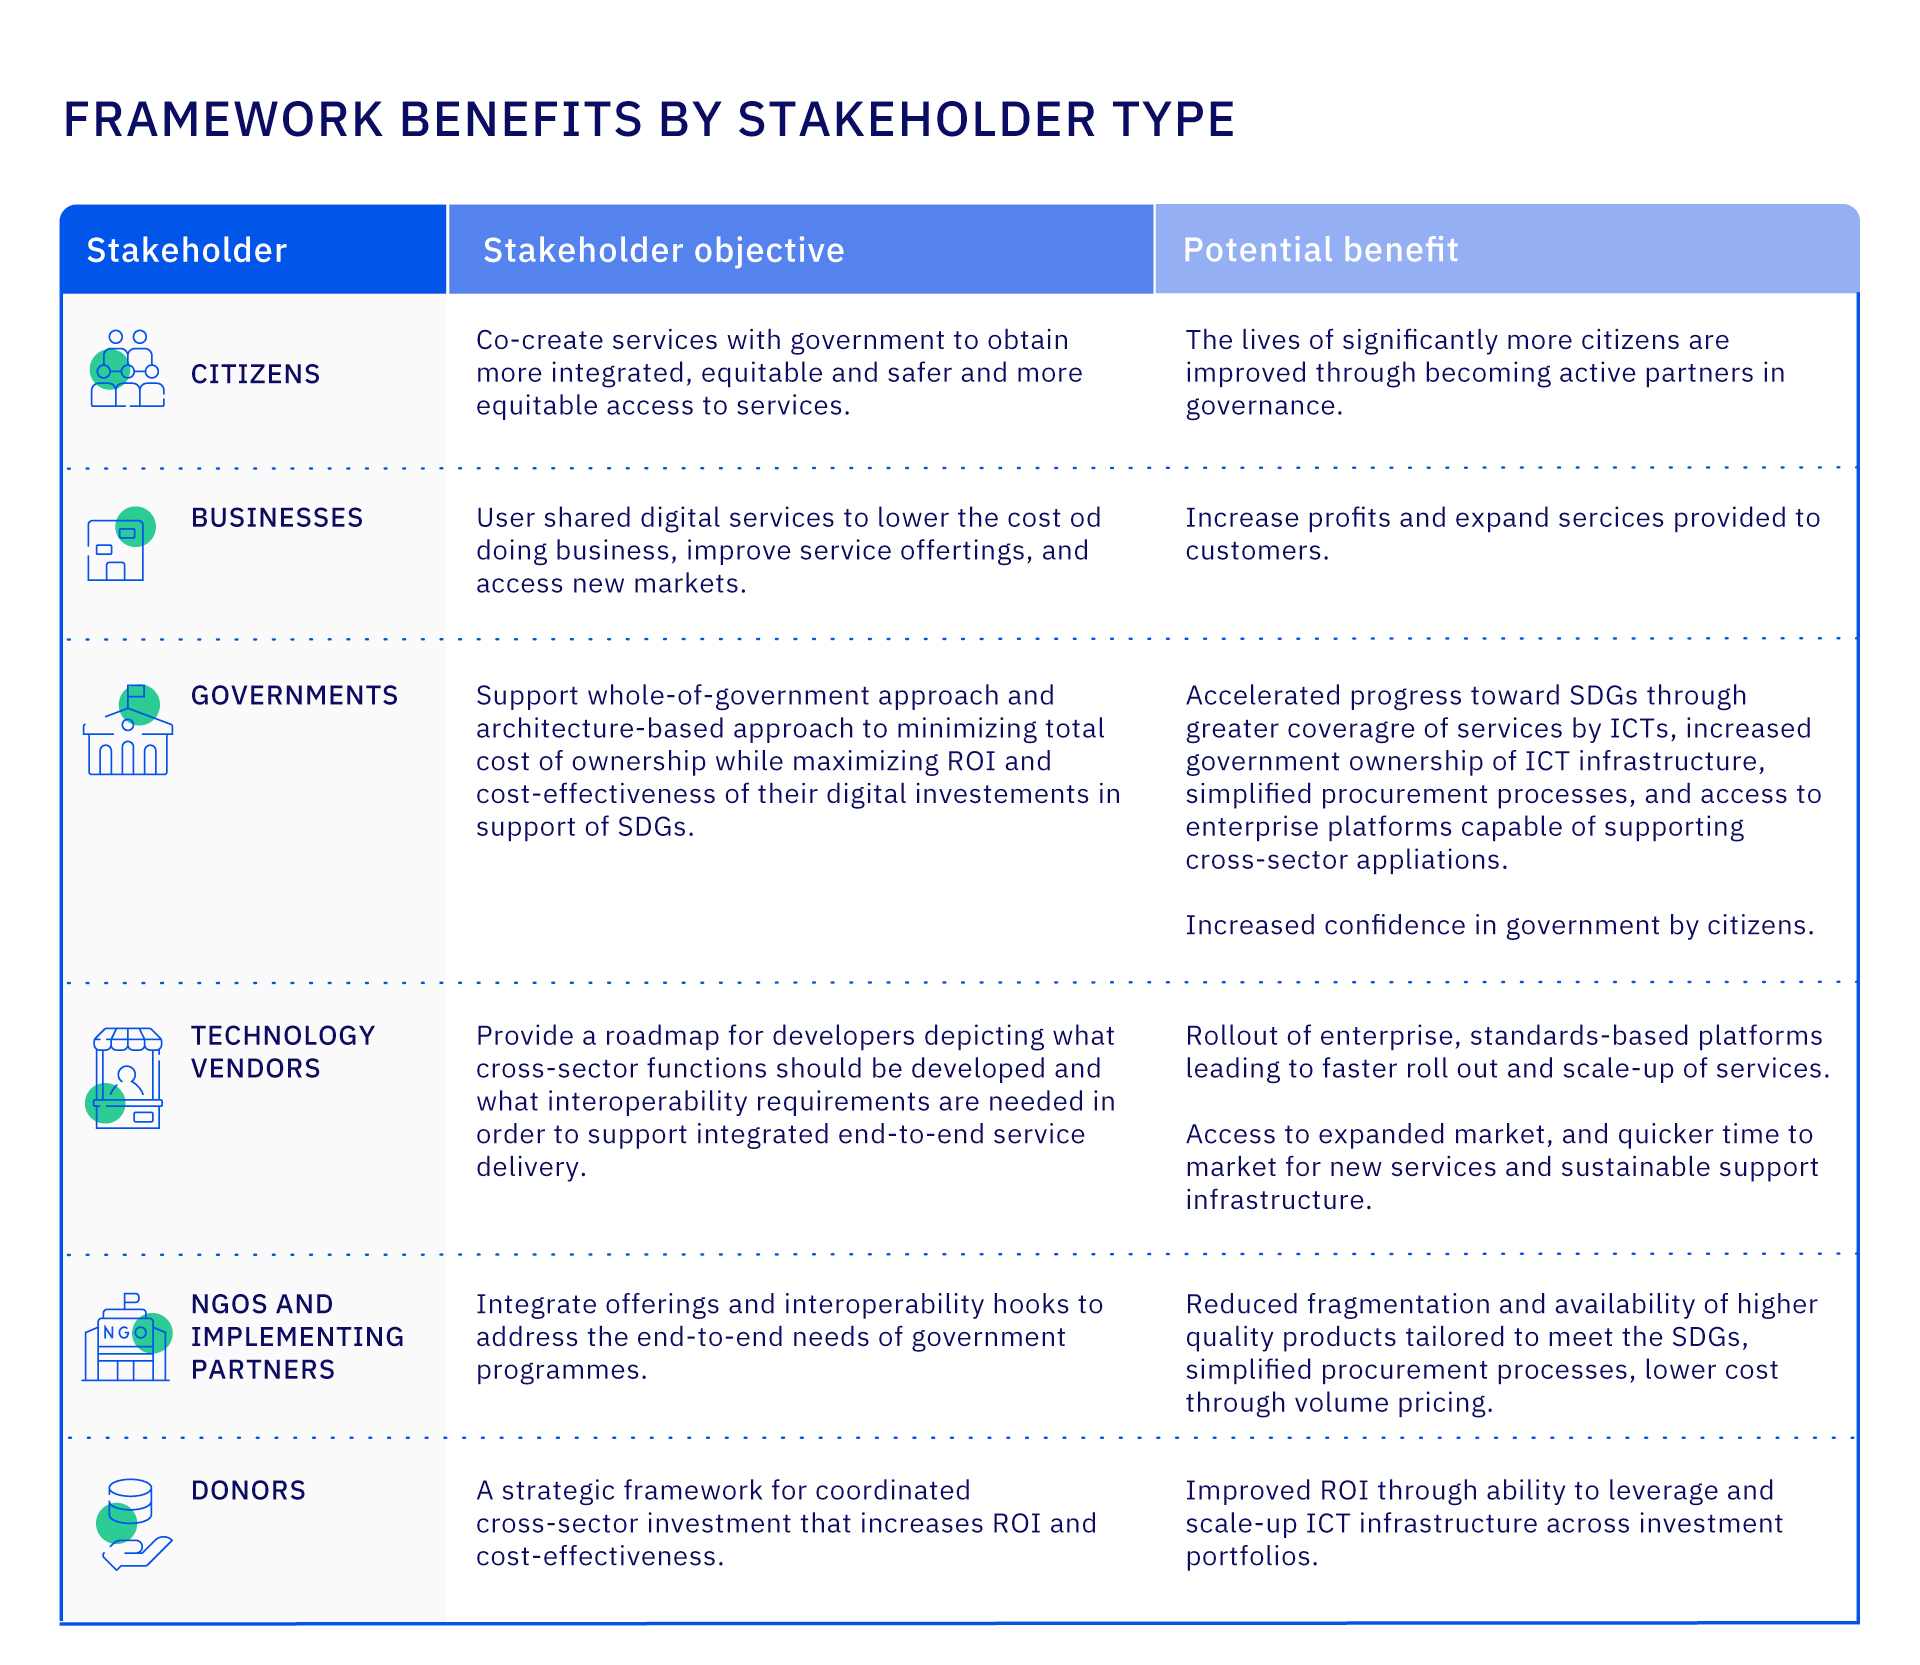 FRAMEWORK BENEFITS BY STAKEHOLDER TYPE
Stakeholder
Stakeholder objective
Potential benefit
CITIZENS
Co-create services with government to obtain
more integrated, equitable and safer and more
equitable access to services.
The lives of significantly more citizens are
improved through becoming active partners in
governance.
BUSINESSES
User shared digital services to lower the cost od
doing business, improve service offertings, and
access new markets.
Increase profits and expand sercices provided to
customers.
GOVERNMENTS
Support whole-of-government approach and
architecture-based approach to minimizing total
cost of ownership while maximizing ROI and
cost-effectiveness of their digital investements in
support of SDGs.
Accelerated progress toward SDGs through
greater coveragre of services by ICTs, increased
government ownership of ICT infrastructure,
simplified procurement processes, and access to
enterprise platforms capable of supporting
cross-sector appliations.
Increased confidence in government by citizens.
TECHNOLOGY
VENDORS
Provide a roadmap for developers depicting what
cross-sector functions should be developed and
what interoperability requirements are needed in
order to support integrated end-to-end service
delivery.
Rollout of enterprise, standards-based platforms
leading to faster roll out and scale-up of services.
Access to expanded market, and quicker time to
market for new services and sustainable support
infrastructure.
NGO
NGOS AND
IMPLEMENTING
PARTNERS
Integrate offerings and interoperability hooks to
address the end-to-end needs of government
programmes.
Reduced fragmentation and availability of higher
quality products tailored to meet the SDGs,
simplified procurement processes, lower cost
through volume pricing.
DONORS
A strategic framework for coordinated
cross-sector investment that increases ROI and
cost-effectiveness.
Improved ROI through ability to leverage and
scale-up ICT infrastructure across investment
portfolios.